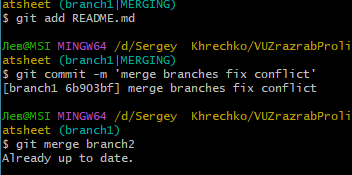 atsheet (branch1|MERGING)
$ git add README.md
Лев@MSI MINGW64 /d/Sergey  Khrechko/VUZrazrabProli
atsheet (branch1|MERGING)
$ git commit -m 'merge branches fix conflict'
[branch1 6b903bf] merge branches fix conflict
Лев@MSI MINGW64 /d/Sergey  Khrechko/VUZrazrabProli
atsheet (branch1)
$ git merge branch2
Already up to date.